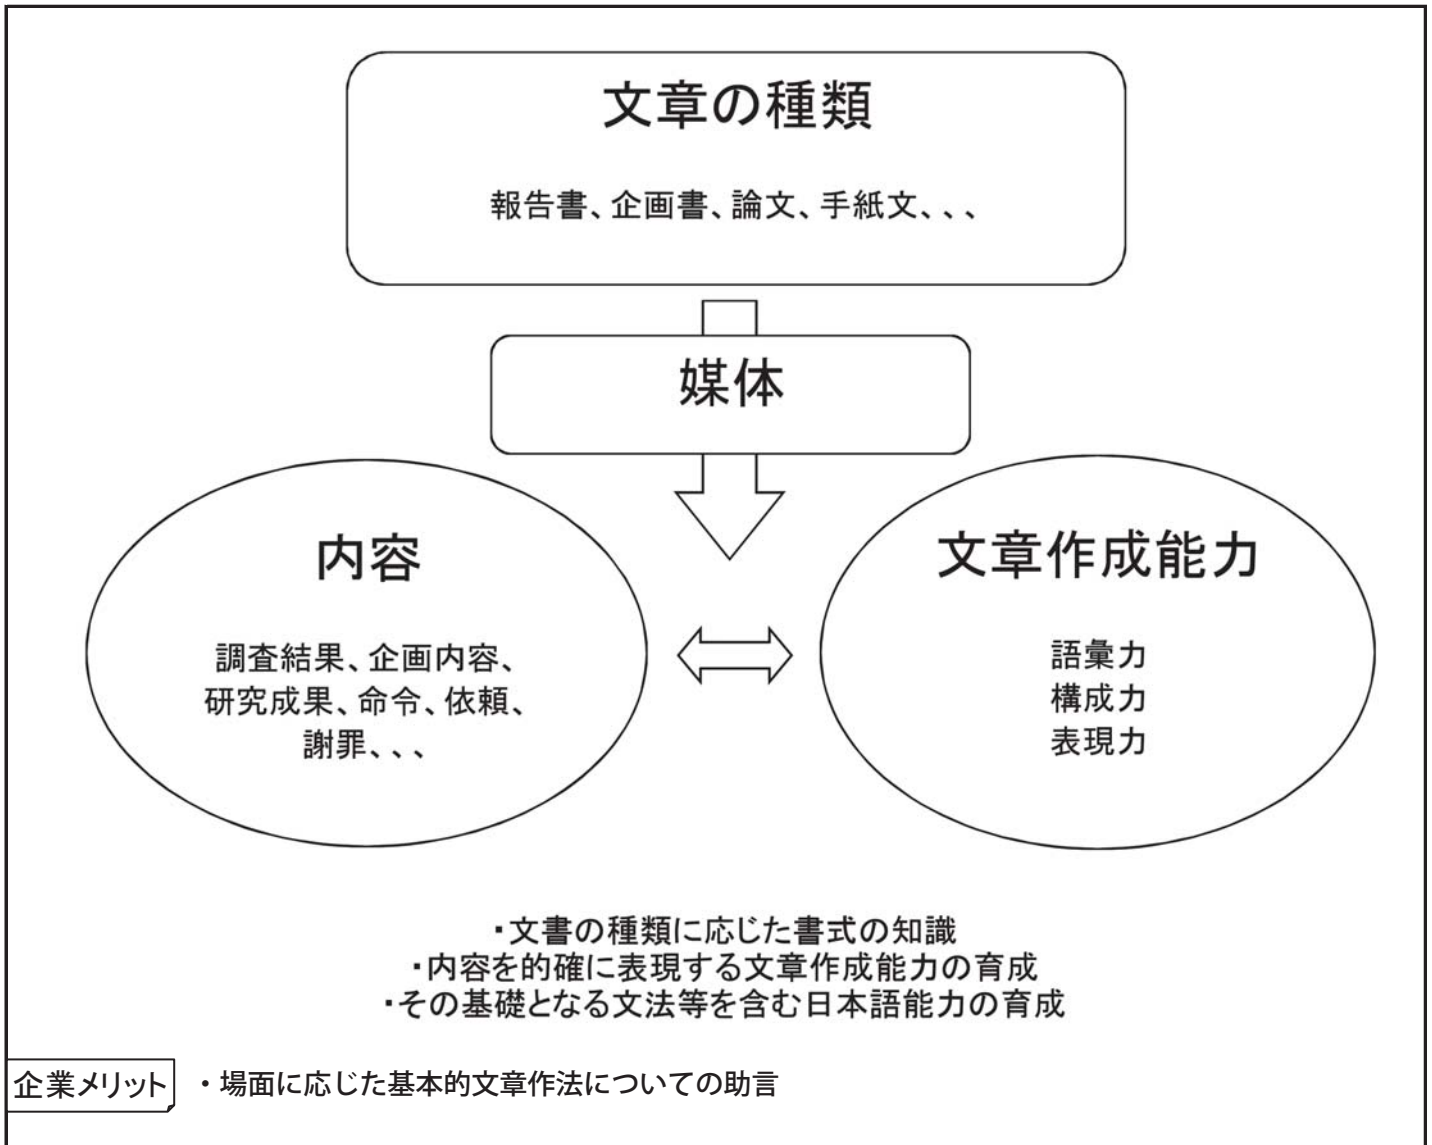 文章の種類
報告書、企画書、論文、手紙文、、、
媒体
内容
調査結果、企画内容、
研究成果、命令、依頼、
謝罪、、、
文章作成能力
語彙力
構成力
表現力
・文書の種類に応じた書式の知識
・内容を的確に表現する文章作成能力の育成
・その基礎となる文法等を含む日本語能力の育成
企業メリット ・場面に応じた基本的文章作法についての助言